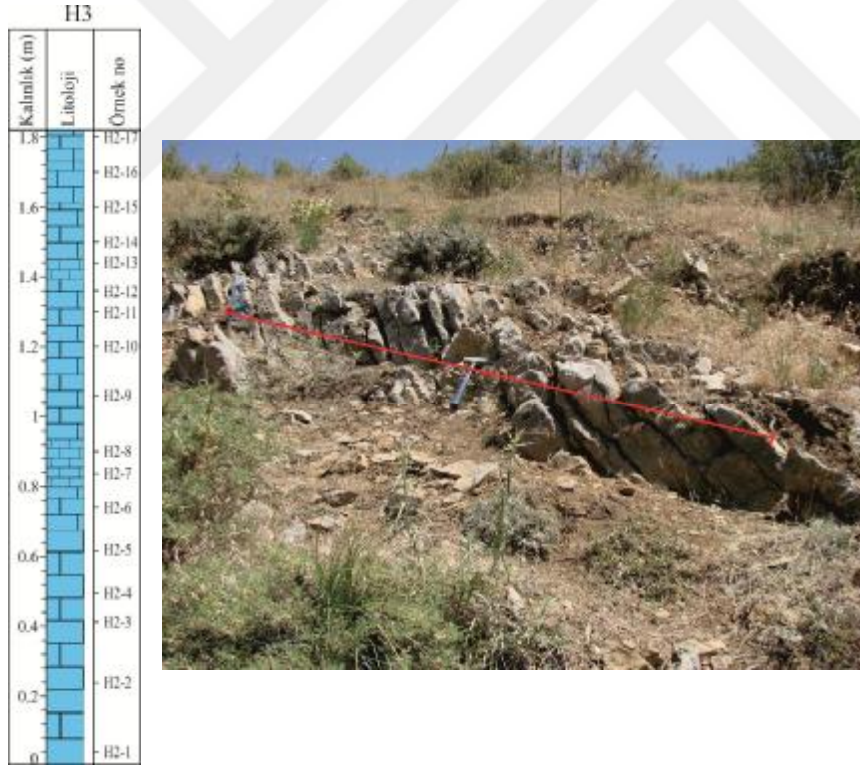 H3
Kalınlık (m)
Litoloji
Örnek no
1.8
H2-17
H2-16
1.6
H2-15
H2-14
H2-13
1.4
H2-12
H2-11
H2-10
1.2
H2-9
1
H2-8
H2-7
0.8
H2-6
H2-5
0.6
H2-4
0.4
H2-3
H2-2
0.2
H2-1
0